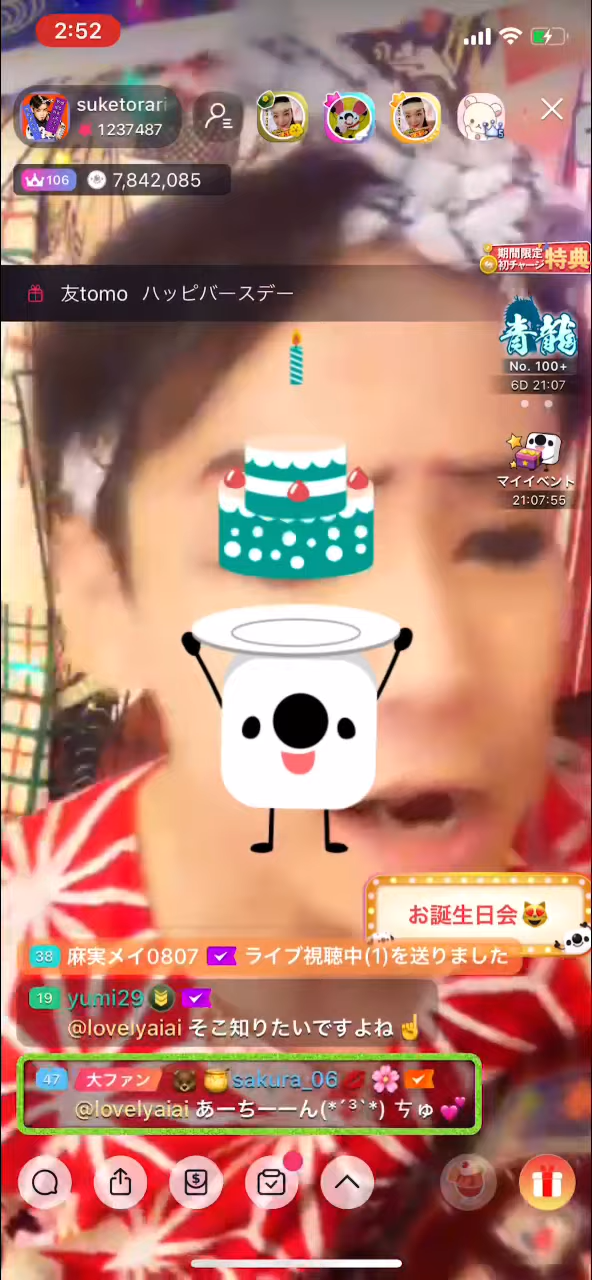 2:52
suketorari
1237487
106
7,842,085
期間限定
初チャージ
特典
友tomo ハッピバースデー
青龍
No. 100+
6D 21:07
マイイベント
21:07:55
お誕生日会😻
38 麻実メイ0807 ライブ視聴中(1)を送りました
19 yumi29
@lovelyaiai そこ知りたいですよね☝️
47 大ファン 🐻🍯sakura_06💋🌸
@lovelyaiai あーちーーん(*´³`*) ㄘゅ💕